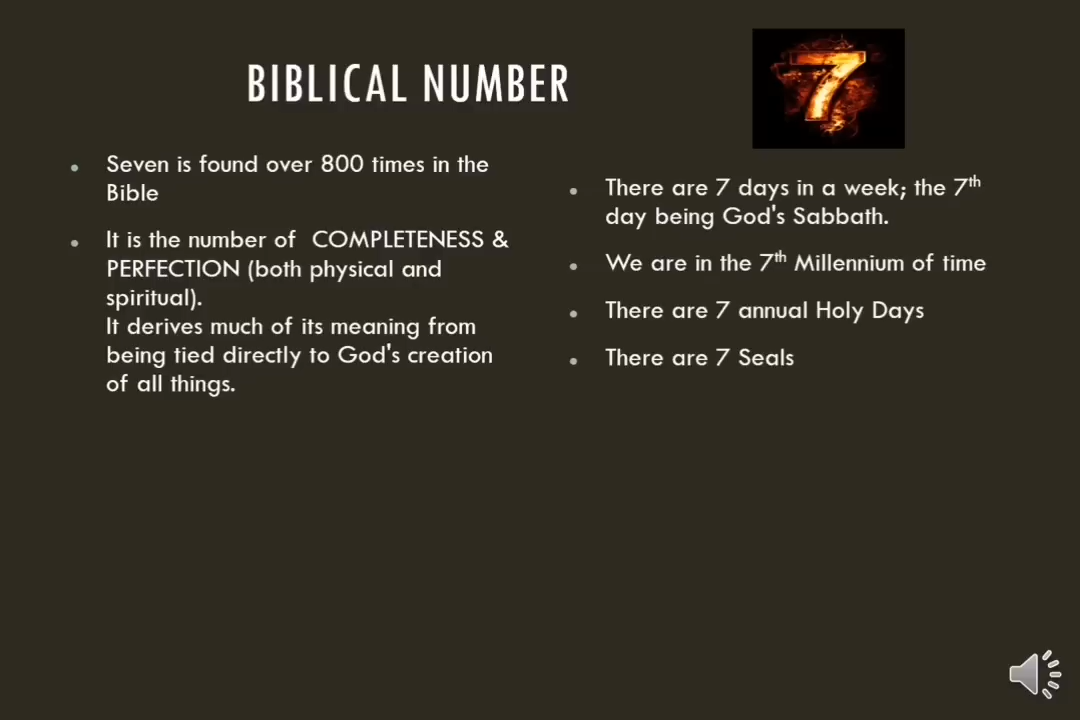 BIBLICAL NUMBER
7
Seven is found over 800 times in the
Bible
It is the number of COMPLETENESS &
PERFECTION (both physical and
spiritual).
It derives much of its meaning from
being tied directly to God's creation
of all things.
There are 7 days in a week; the 7th
day being God's Sabbath.
We are in the 7th Millennium of time
There are 7 annual Holy Days
There are 7 Seals